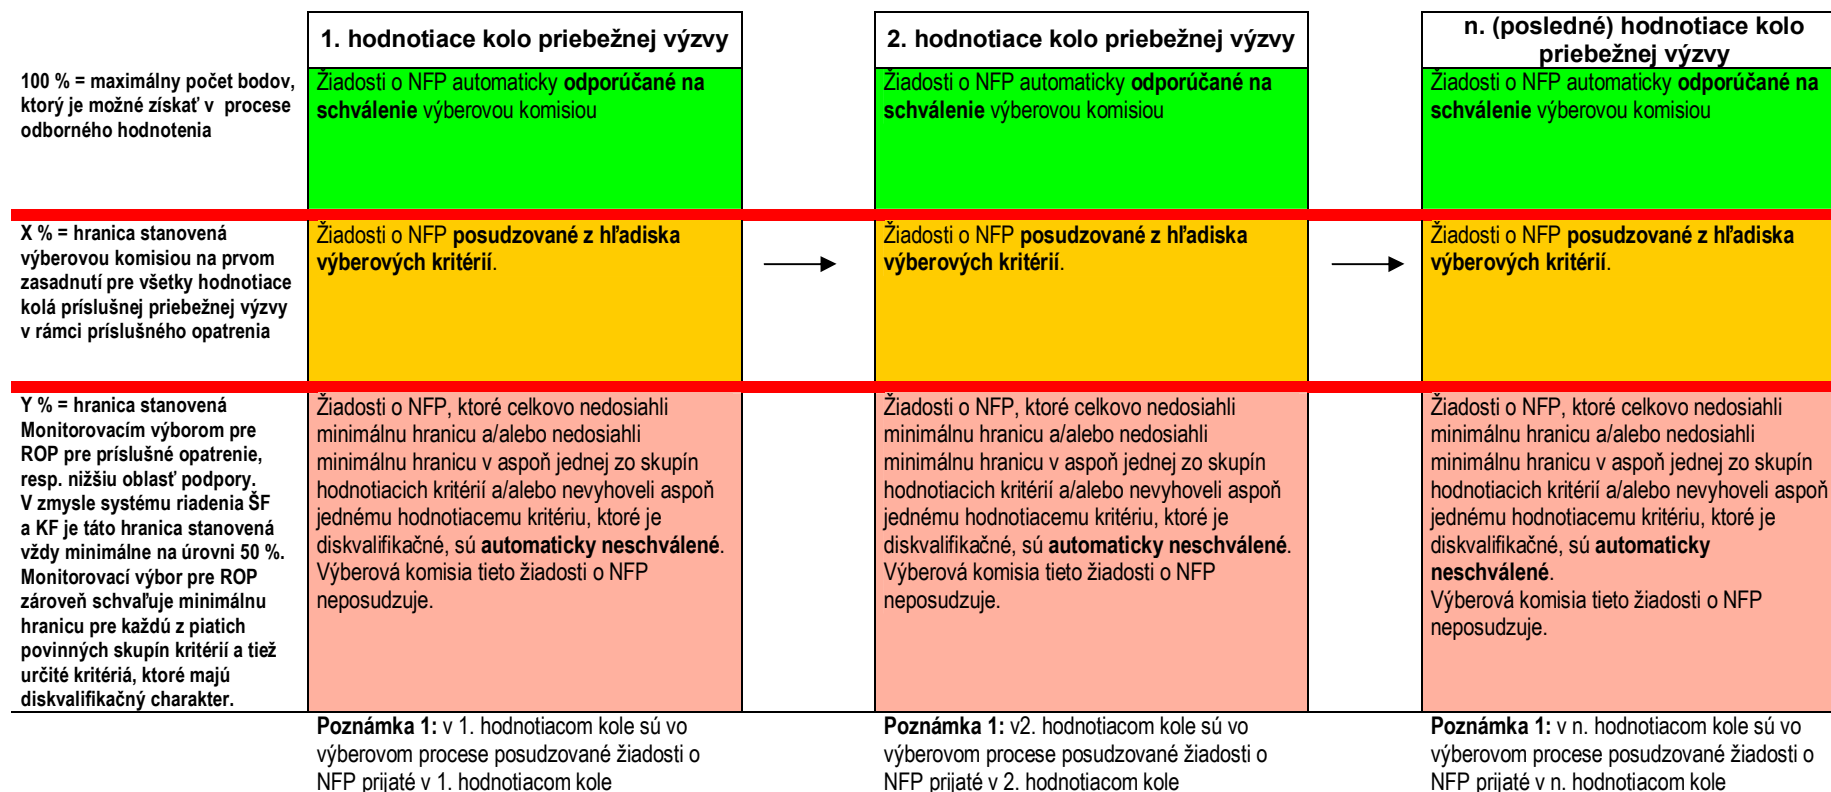 1. hodnotiace kolo priebežnej výzvy
2. hodnotiace kolo priebežnej výzvy
n. (posledné) hodnotiace kolo
priebežnej výzvy
100 % = maximálny počet bodov,
ktorý je možné získať v procese
odborného hodnotenia
Žiadosti o NFP automaticky odporúčané na
schválenie výberovou komisiou
Žiadosti o NFP automaticky odporúčané na
schválenie výberovou komisiou
Žiadosti o NFP automaticky odporúčané na
schválenie výberovou komisiou
X % = hranica stanovená
výberovou komisiou na prvom
zasadnutí pre všetky hodnotiace
kolá príslušnej priebežnej výzvy
v rámci príslušného opatrenia
Žiadosti o NFP posudzované z hľadiska
výberových kritérií.
Žiadosti o NFP posudzované z hľadiska
výberových kritérií.
Žiadosti o NFP posudzované z hľadiska
výberových kritérií.
Y % = hranica stanovená
Monitorovacím výborom pre
ROP pre príslušné opatrenie,
resp. nižšiu oblasť podpory.
V zmysle systému riadenia ŠF
a KF je táto hranica stanovená
vždy minimálne na úrovni 50 %.
Monitorovací výbor pre ROP
zároveň schvaľuje minimálnu
hranicu pre každú z piatich
povinných skupín kritérií a tiež
určité kritériá, ktoré majú
diskvalifikačný charakter.
Žiadosti o NFP, ktoré celkovo nedosiahli
minimálnu hranicu a/alebo nedosiahli
minimálnu hranicu v aspoň jednej zo skupín
hodnotiacich kritérií a/alebo nevyhoveli aspoň
jednému hodnotiacemu kritériu, ktoré je
diskvalifikačné, sú automaticky neschválené.
Výberová komisia tieto žiadosti o NFP
neposudzuje.
Žiadosti o NFP, ktoré celkovo nedosiahli
minimálnu hranicu a/alebo nedosiahli
minimálnu hranicu v aspoň jednej zo skupín
hodnotiacich kritérií a/alebo nevyhoveli aspoň
jednému hodnotiacemu kritériu, ktoré je
diskvalifikačné, sú automaticky neschválené.
Výberová komisia tieto žiadosti o NFP
neposudzuje.
Žiadosti o NFP, ktoré celkovo nedosiahli
minimálnu hranicu a/alebo nedosiahli
minimálnu hranicu v aspoň jednej zo skupín
hodnotiacich kritérií a/alebo nevyhoveli aspoň
jednému hodnotiacemu kritériu, ktoré je
diskvalifikačné, sú automaticky
neschválené.
Výberová komisia tieto žiadosti o NFP
neposudzuje.
Poznámka 1: v 1. hodnotiacom kole sú vo
výberovom procese posudzované žiadosti o
NFP prijaté v 1. hodnotiacom kole
Poznámka 1: v2. hodnotiacom kole sú vo
výberovom procese posudzované žiadosti o
NFP prijaté v 2. hodnotiacom kole
Poznámka 1: v n. hodnotiacom kole sú vo
výberovom procese posudzované žiadosti o
NFP prijaté v n. hodnotiacom kole